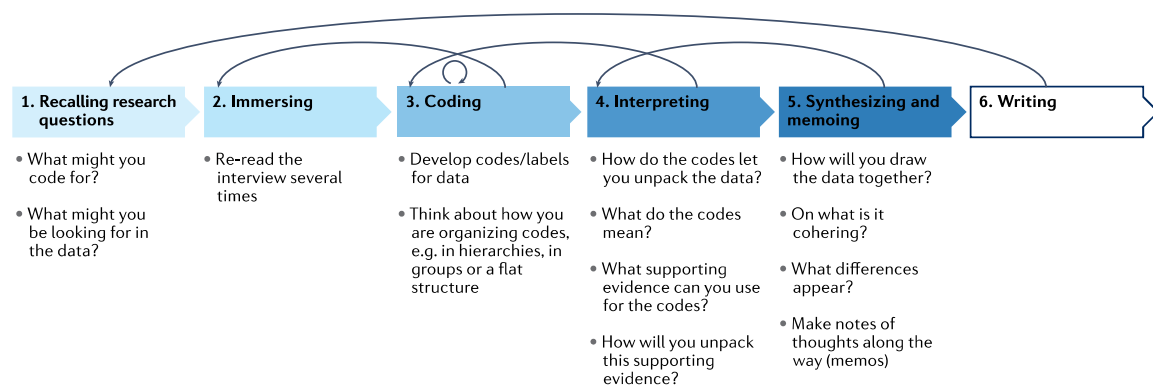 1. Recalling research
questions
• What might you
code for?
• What might you
be looking for in
the data?
2. Immersing
• Re-read the
interview several
times
3. Coding
• Develop codes/labels
for data
• Think about how you
are organizing codes,
e.g. in hierarchies, in
groups or a flat
structure
4. Interpreting
• How do the codes let
you unpack the data?
• What do the codes
mean?
• What supporting
evidence can you use
for the codes?
• How will you unpack
this supporting
evidence?
5. Synthesizing and
memoing
• How will you draw
the data together?
• On what is it
cohering?
• What differences
appear?
• Make notes of
thoughts along the
way (memos)
6. Writing